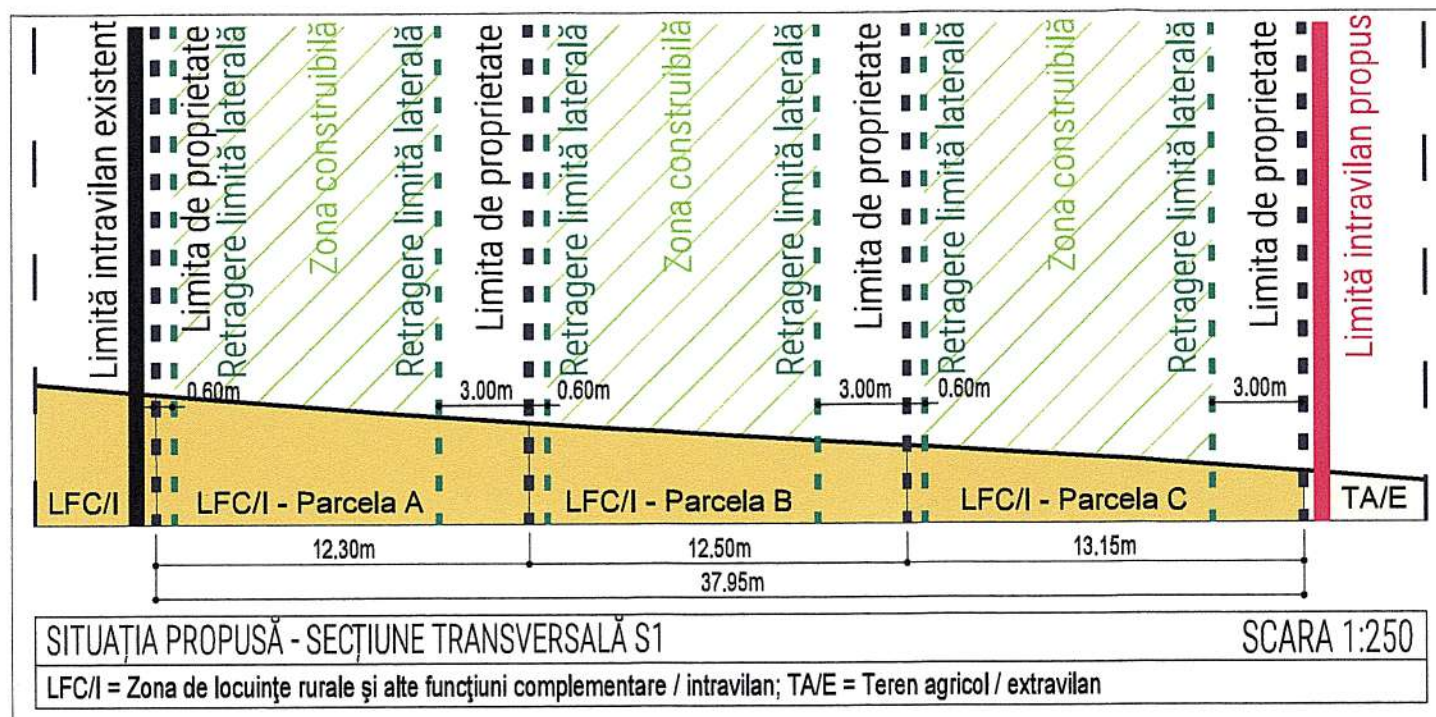 Limită intravilan existent
Limita de proprietate
Retragere limită laterală
Zona construibilă
Retragere limită laterală
Limita de proprietate
Retragere limită laterală
Zona construibilă
Retragere limită laterală
Limita de proprietate
Retragere limită laterală
Zona construibilă
Retragere limită laterală
Limita de proprietate
Limită intravilan propus
0.60m
3.00m
0.60m
3.00m
0.60m
3.00m
LFC/I
LFC/I - Parcela A
LFC/I - Parcela B
LFC/I - Parcela C
TA/E
12.30m
12.50m
13.15m
37.95m
SITUAȚIA PROPUSĂ - SECȚIUNE TRANSVERSALĂ S1
SCARA 1:250
LFC/I = Zona de locuinţe rurale şi alte funcţiuni complementare / intravilan; TA/E = Teren agricol / extravilan